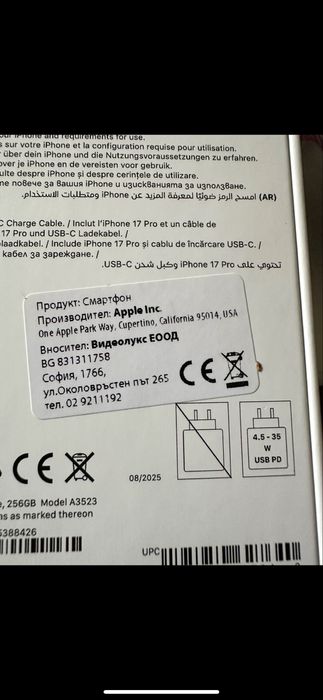 our iPhone and requirements for use.
s sur votre iPhone et la configuration requise pour utilisation.
über dein iPhone und die Nutzungsvoraussetzungen zu erfahren.
over je iPhone en de vereisten voor gebruik.
ulte despre iPhone și despre cerințele de utilizare.
не повече за Вашия iPhone и изискванията за използване.
(AR) امسح الرمز ضوئيًا لمعرفة المزيد عن iPhone ومتطلبات الاستخدام.
C Charge Cable. / Inclut l'iPhone 17 Pro et un câble de
17 Pro und USB-C Ladekabel. /
laadkabel. / Include iPhone 17 Pro și cablu de încărcare USB-C. /
кабел за зареждане. /
تحتوي على iPhone 17 Pro وكبل شحن USB-C.
Продукт: Смартфон
Производител: Apple Inc.
One Apple Park Way, Cupertino, California 95014, USA
Вносител: Видеолукс ЕООД
BG 831311758
София, 1766,
ул.Околовръстен път 265
тел. 02 9211192
CE
4.5 - 35
W
USB PD
CE
08/2025
e, 256GB Model A3523
ns as marked thereon
5388426
UPC